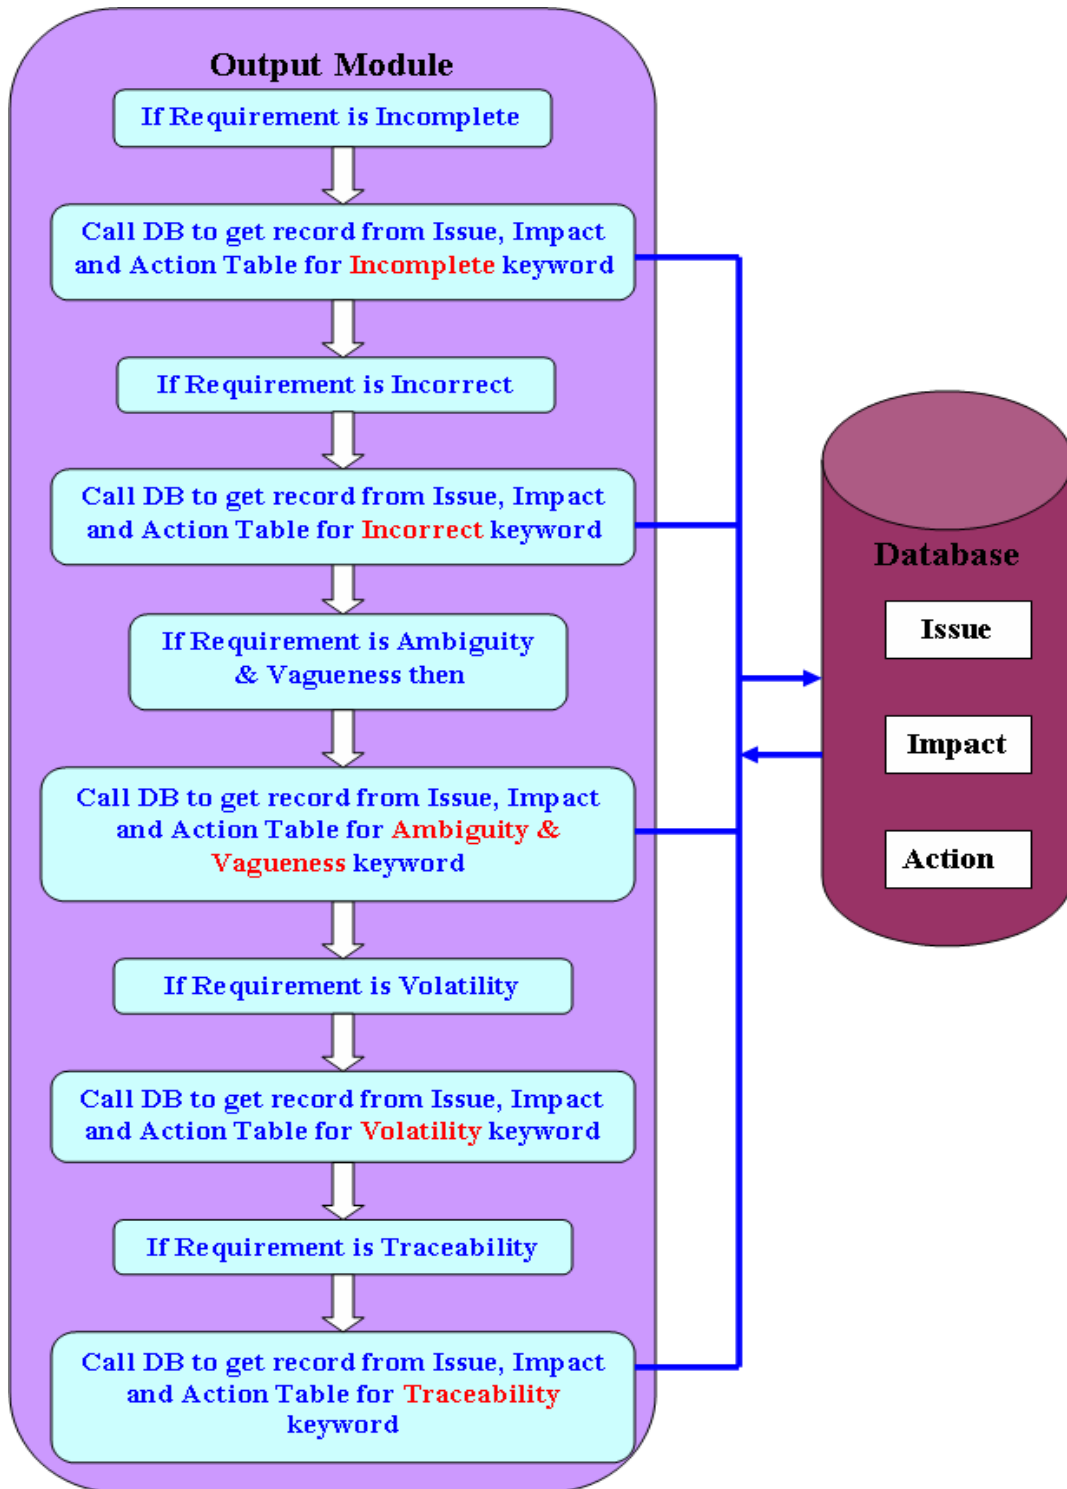 Output Module
If Requirement is Incomplete
Call DB to get record from Issue, Impact
and Action Table for Incomplete keyword
If Requirement is Incorrect
Call DB to get record from Issue, Impact
and Action Table for Incorrect keyword
If Requirement is Ambiguity
& Vagueness then
Call DB to get record from Issue, Impact
and Action Table for Ambiguity &
Vagueness keyword
If Requirement is Volatility
Call DB to get record from Issue, Impact
and Action Table for Volatility keyword
If Requirement is Traceability
Call DB to get record from Issue, Impact
and Action Table for Traceability
keyword
Database
Issue
Impact
Action